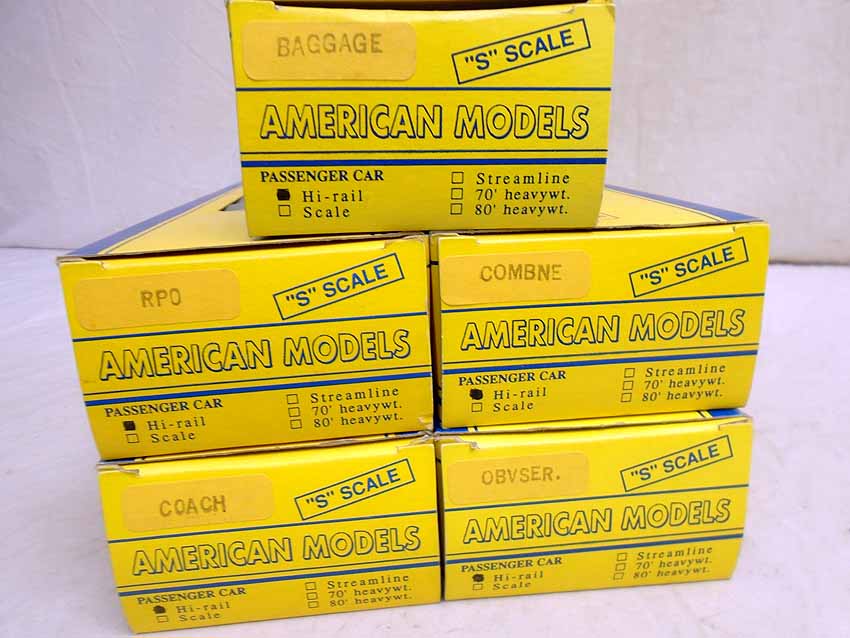 BAGGAGE
"S" SCALE
AMERICAN MODELS
PASSENGER CAR
Hi-rail
Scale
Streamline
70' heavywt.
80' heavywt.
RPO
"S" SCALE
AMERICAN MODELS
PASSENGER CAR
Hi-rail
Scale
Streamline
70' heavywt.
80' heavywt.
COMBNE
"S" SCALE
AMERICAN MODELS
PASSENGER CAR
Hi-rail
Scale
Streamline
70' heavywt.
80' heavywt.
COACH
"S" SCALE
AMERICAN MODELS
PASSENGER CAR
Hi-rail
Scale
Streamline
70' heavywt.
80' heavywt.
OBVSER.
"S" SCALE
AMERICAN MODELS
PASSENGER CAR
Hi-rail
Scale
Streamline
70' heavywt.
80' heavywt.